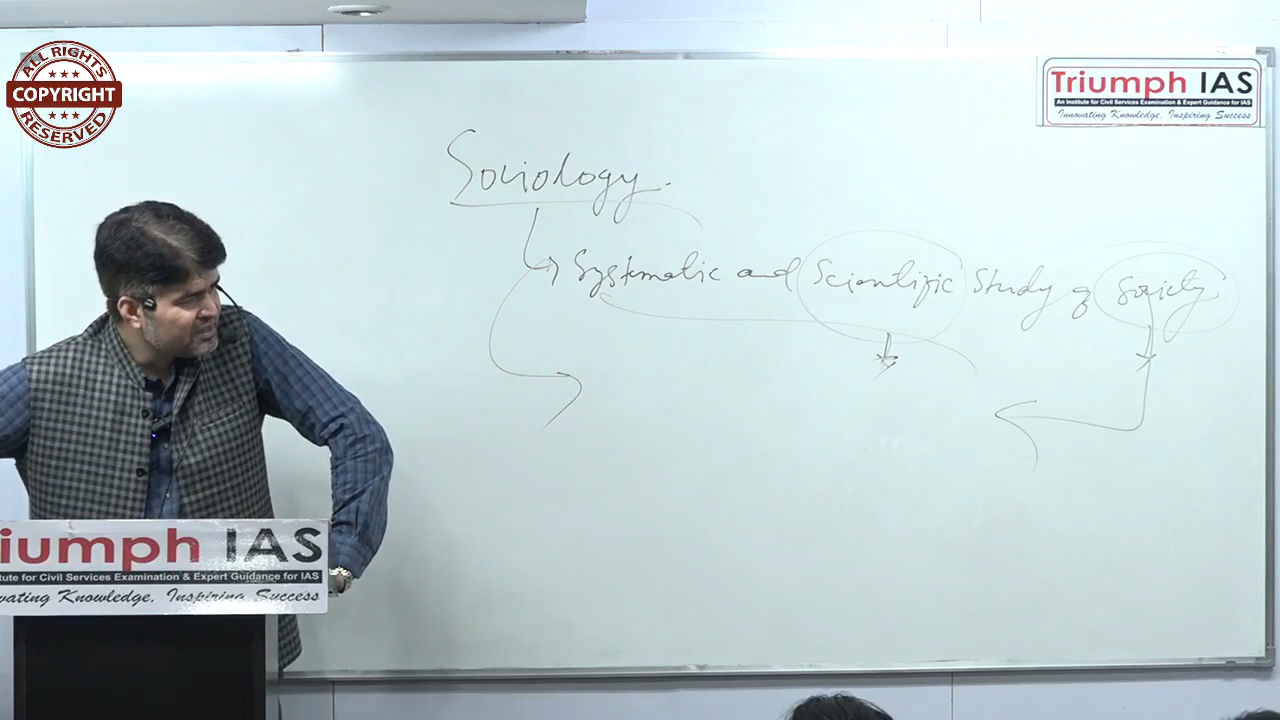 ALL RIGHTS
COPYRIGHT
RESERVED
Triumph IAS
An Institute for Civil Services Examination & Expert Guidance for IAS
Innovating Knowledge, Inspiring Success
Sociology.
Systematic and Scientific Study of Society
iumph IAS
tute for Civil Services Examination & Expert Guidance for IAS
vating Knowledge, Inspiring Success